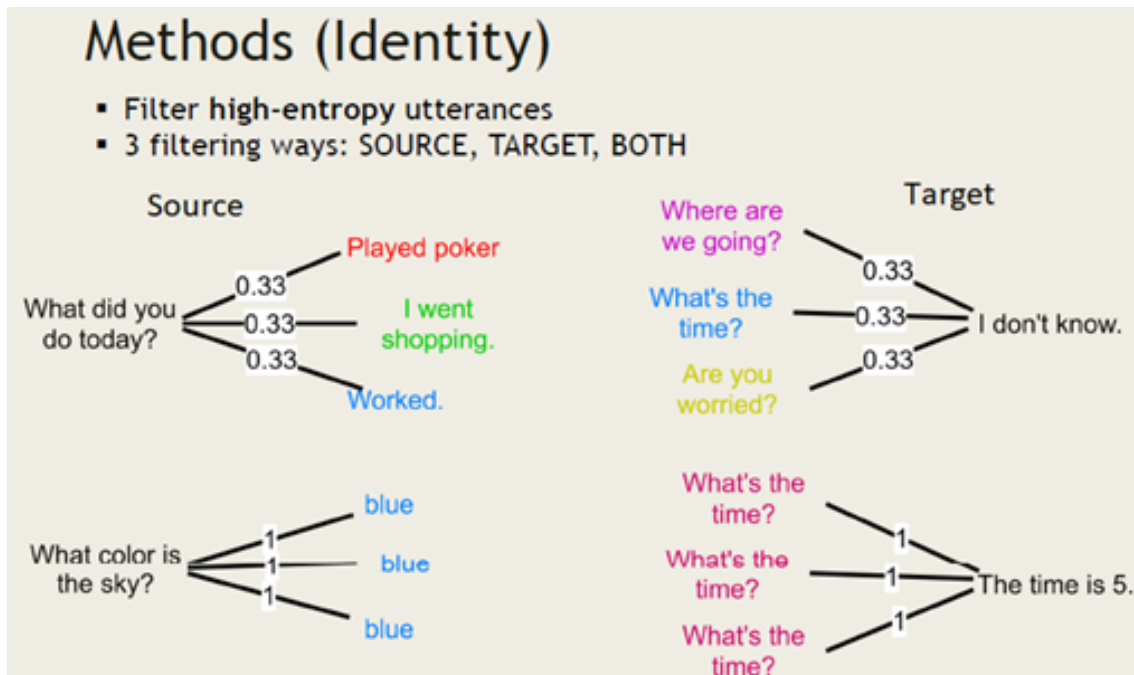 Methods (Identity)
▪ Filter high-entropy utterances
▪ 3 filtering ways: SOURCE, TARGET, BOTH
Source
What did you
do today?
0.33
0.33
0.33
Played poker
I went
shopping.
Worked.
What color is
the sky?
1
1
1
blue
blue
blue
Target
Where are
we going?
What's the
time?
Are you
worried?
0.33
0.33
0.33
I don't know.
What's the
time?
What's the
time?
What's the
time?
1
1
1
The time is 5.